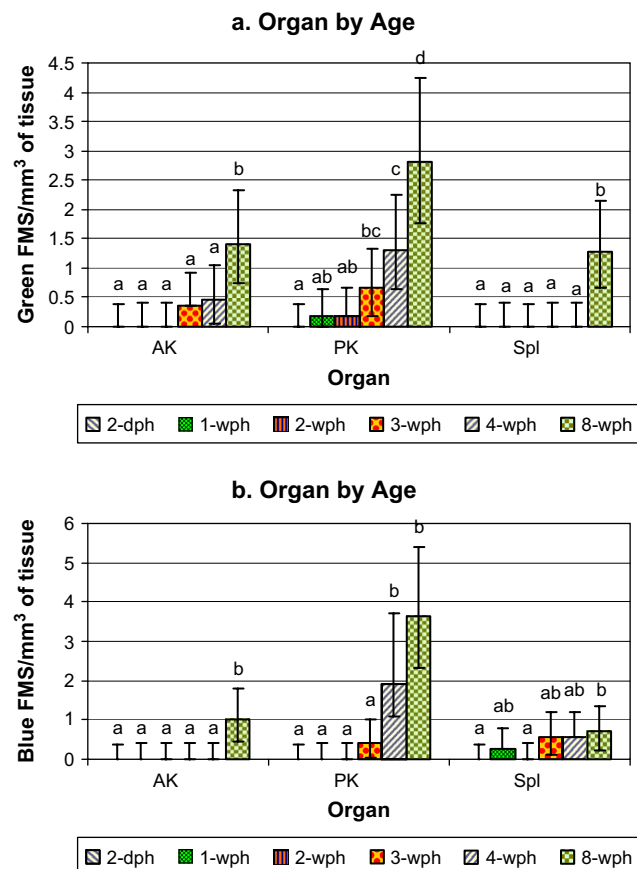 a. Organ by Age
Green FMS/mm³ of tissue
4.5
4
3.5
3
2.5
2
1.5
1
0.5
0
a a a a a b
a ab ab bc c d
a a a a a b
AK PK Spl
Organ
2-dph 1-wph 2-wph 3-wph 4-wph 8-wph
b. Organ by Age
Blue FMS/mm³ of tissue
6
5
4
3
2
1
0
a a a a a b
a a a a b b
a ab a ab ab b
AK PK Spl
Organ
2-dph 1-wph 2-wph 3-wph 4-wph 8-wph